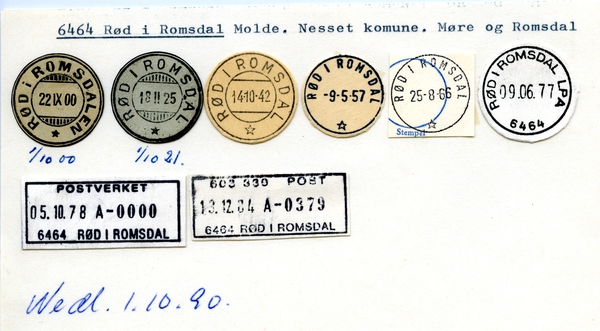 6464 Rød i Romsdal Molde. Nesset komune. Møre og Romsdal
RØD I ROMSDALEN
22 IX 00
RØD I ROMSDAL
18 II 25
RØD I ROMSDAL
14-10-42
RØD I ROMSDAL
-9-5-57
RØD I ROMSDAL
25-8-66
Stempel
RØD I ROMSDAL LPA
09.06.77
6464
1/10 00
1/10 21.
POSTVERKET
05.10.78 A-0000
6464 RØD I ROMSDAL
603 330 POST
13.12.84 A-0379
6464 RØD I ROMSDAL
Nedl. 1.10.90.